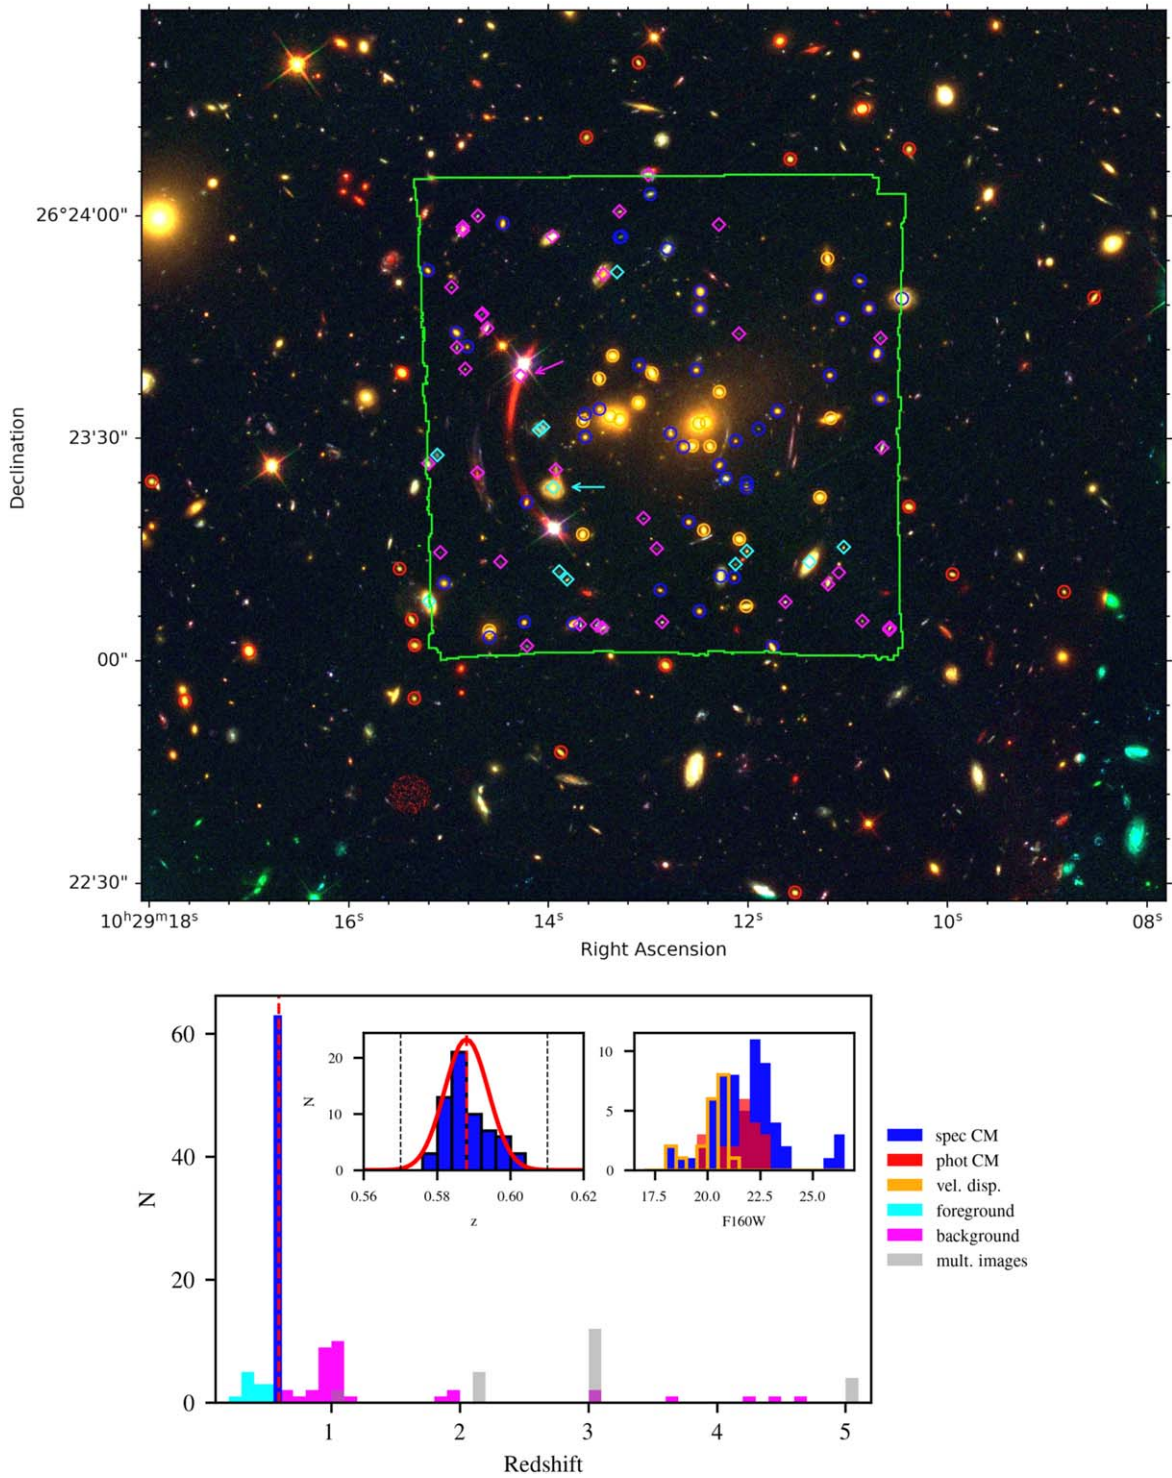 26°24'00"
23'30"
00"
22'30"
Declination
10ʰ29ᵐ18ˢ 16ˢ 14ˢ 12ˢ 10ˢ 08ˢ
Right Ascension
60
40
20
0
N
1 2 3 4 5
Redshift
20
10
0
N
0.56 0.58 0.60 0.62
z
10
5
0
17.5 20.0 22.5 25.0
F160W
spec CM
phot CM
vel. disp.
foreground
background
mult. images